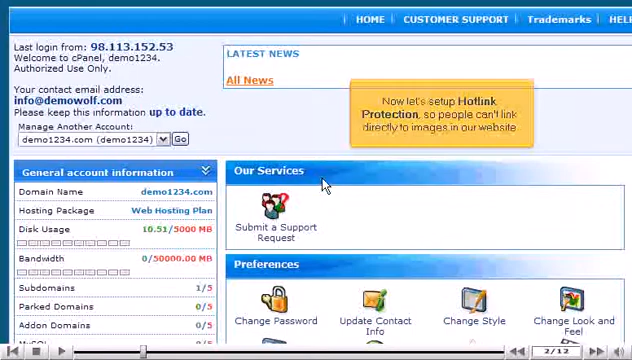 HOME CUSTOMER SUPPORT Trademarks HEL
Last login from: 98.113.152.53
Welcome to cPanel, demo1234.
Authorized Use Only.
Your contact email address:
info@demowolf.com
Please keep this information up to date.
Manage Another Account:
demo1234.com (demo1234) Go
LATEST NEWS
All News
Now let's setup Hotlink
Protection, so people can't link
directly to images in our website.
General account information
Domain Name demo1234.com
Hosting Package Web Hosting Plan
Disk Usage 10.51/5000 MB
Bandwidth 0/50000.00 MB
Subdomains 1/5
Parked Domains 0/5
Addon Domains 0/5
Our Services
Submit a Support
Request
Preferences
Change Password
Update Contact
Info
Change Style
Change Look and
Feel
2/12